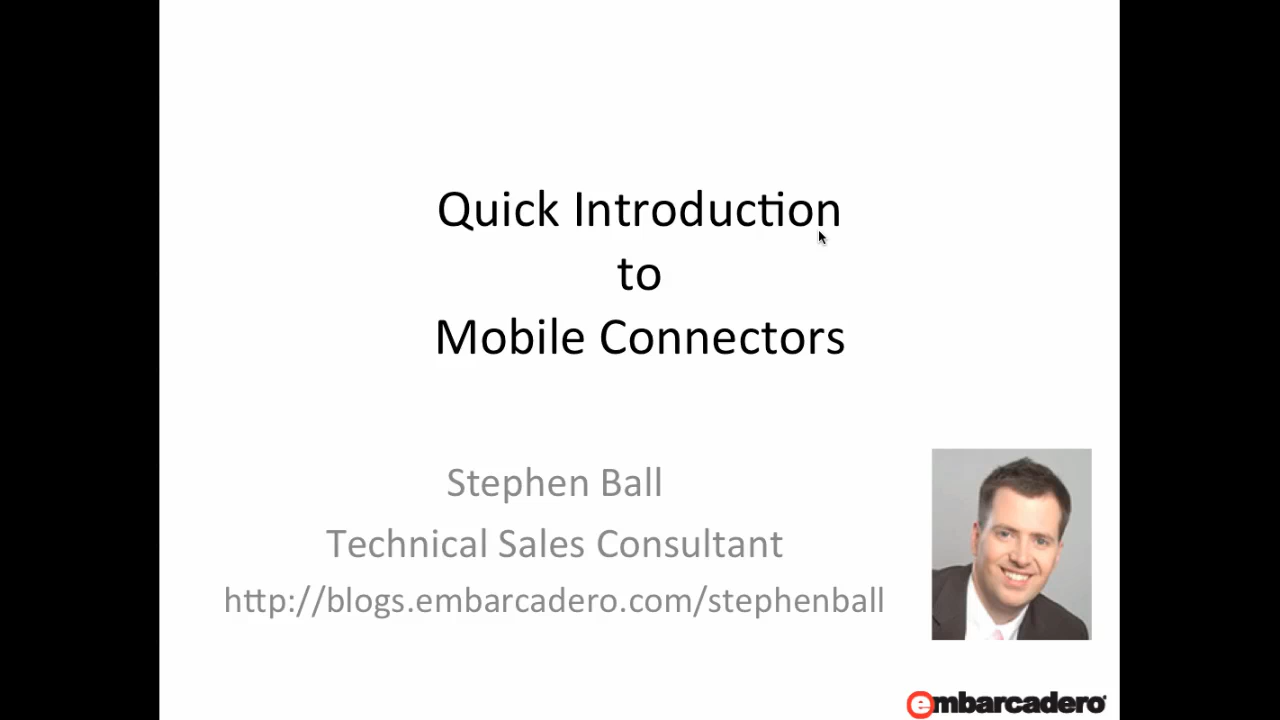 Quick Introduction
to
Mobile Connectors
Stephen Ball
Technical Sales Consultant
http://blogs.embarcadero.com/stephenball
embarcadero